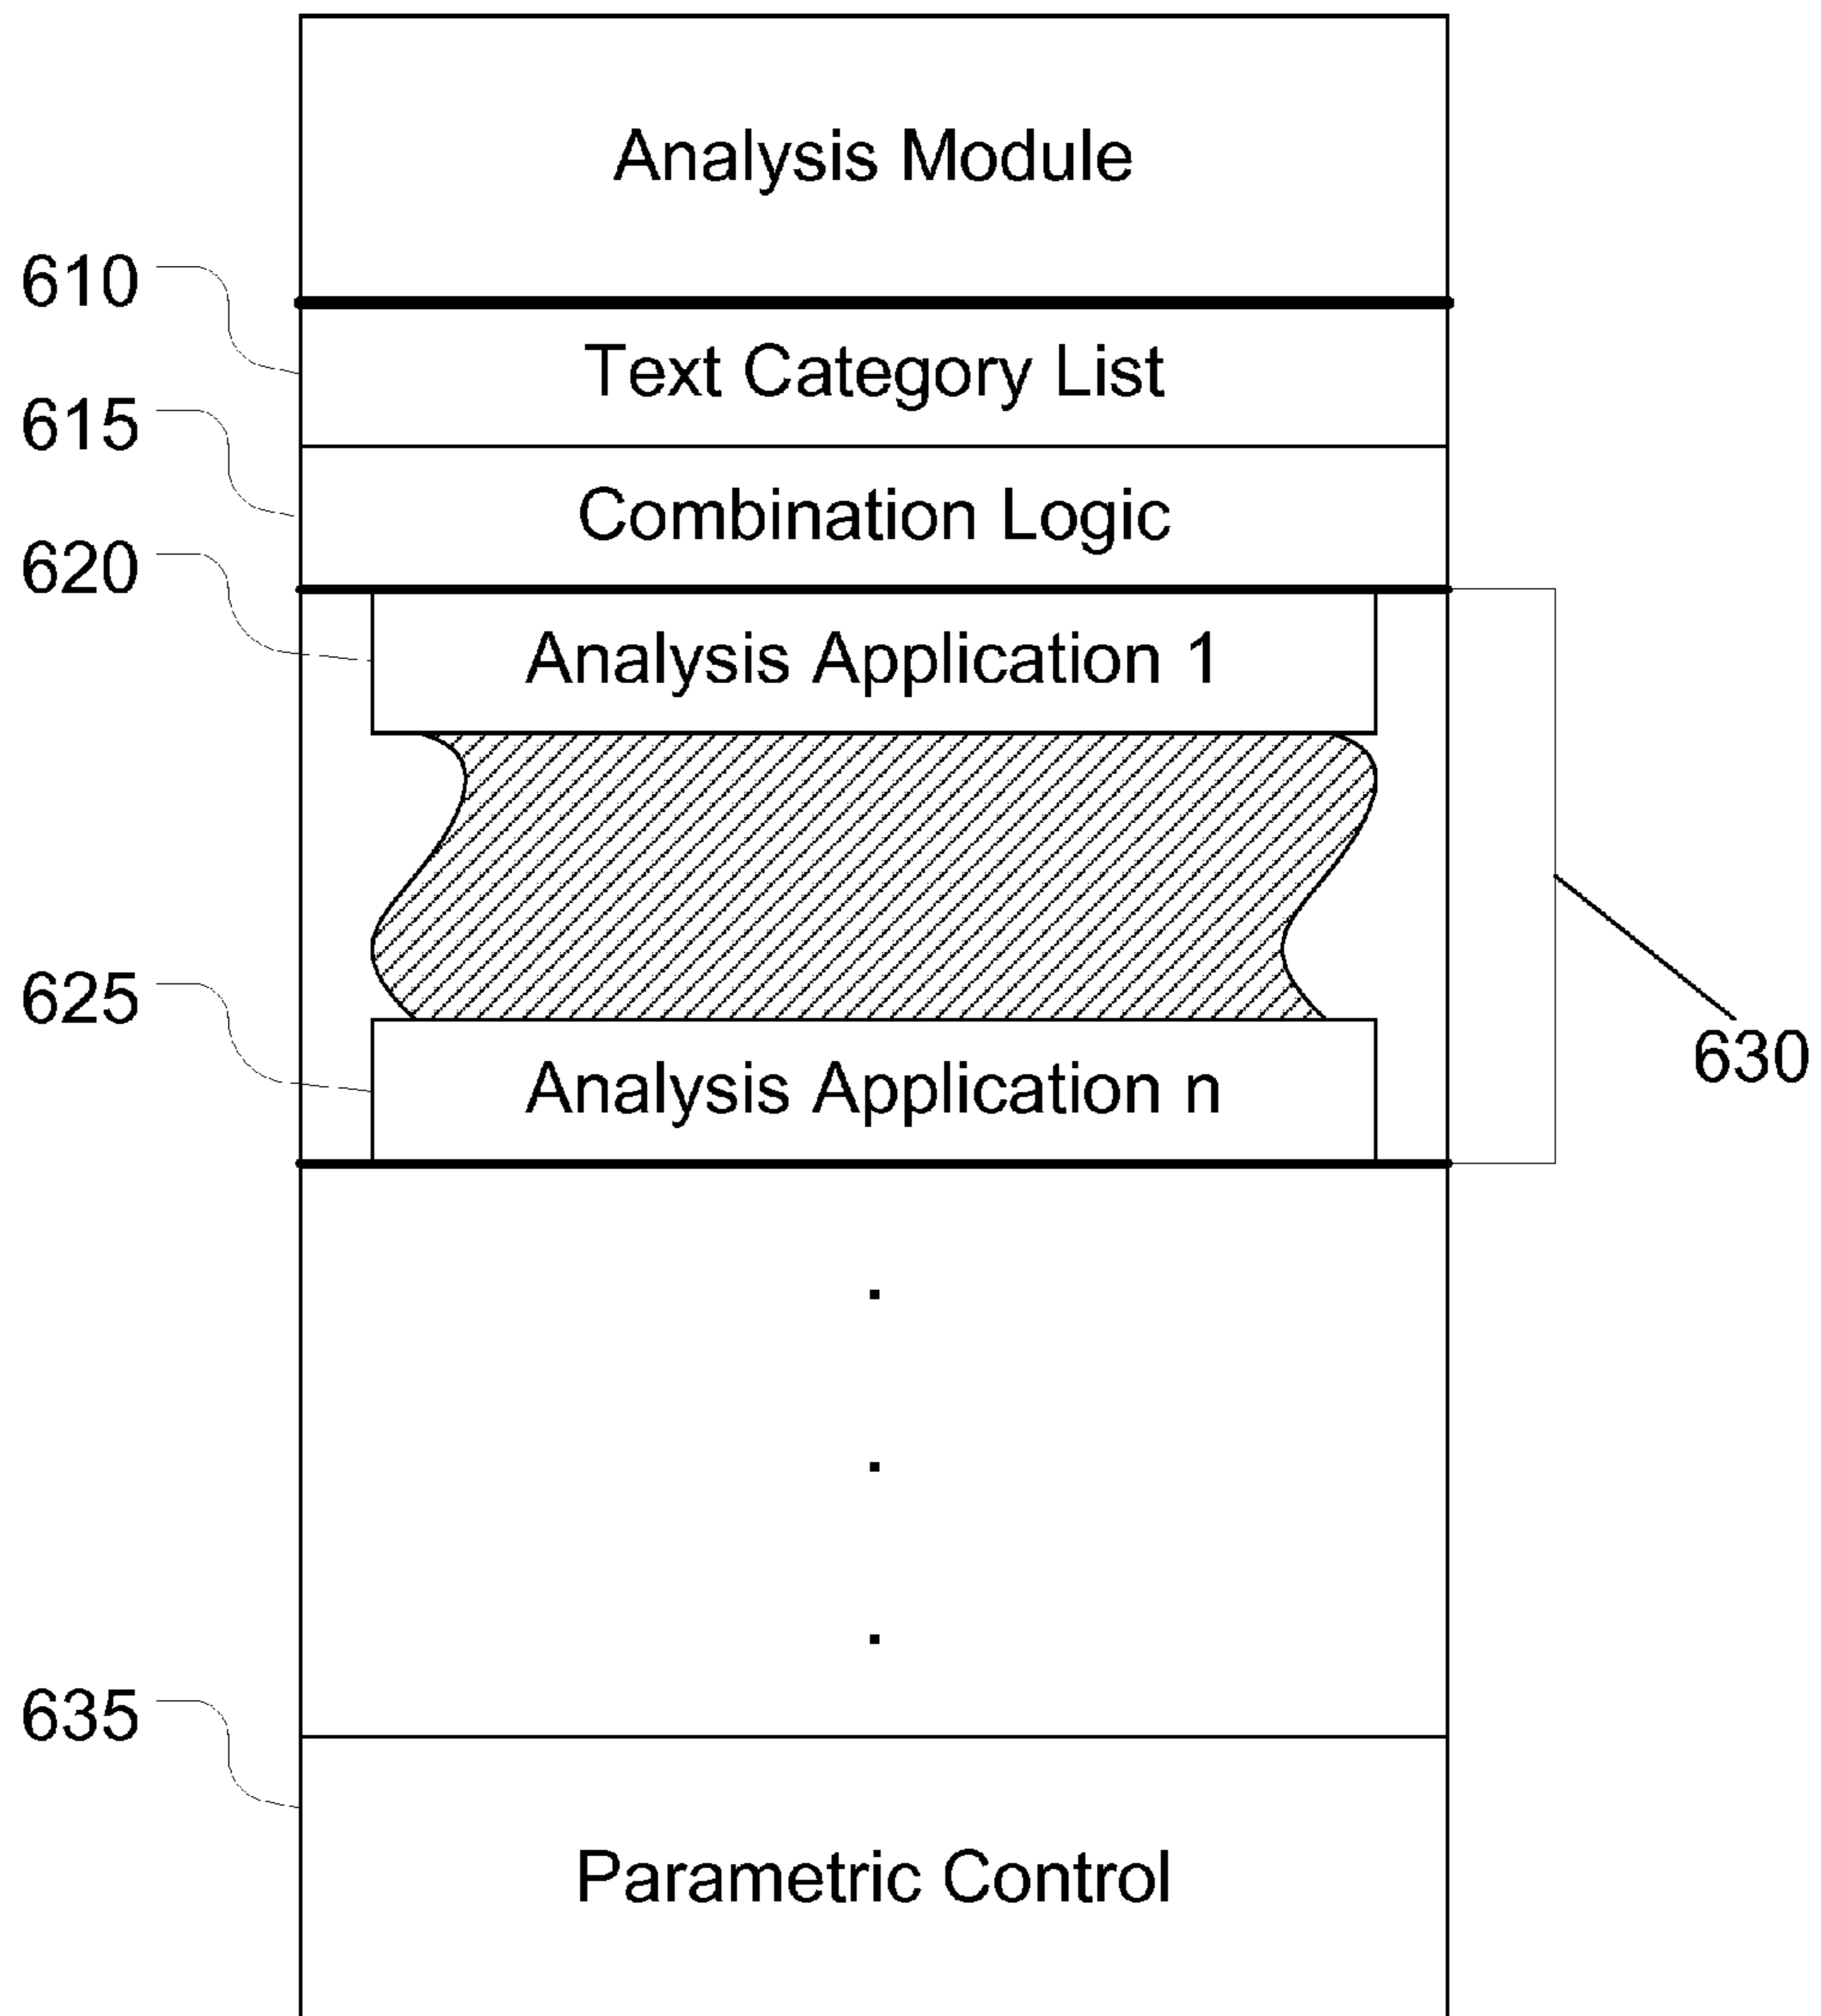 Analysis Module
610
Text Category List
615
Combination Logic
620
Analysis Application 1
625
Analysis Application n
630
.
.
.
635
Parametric Control